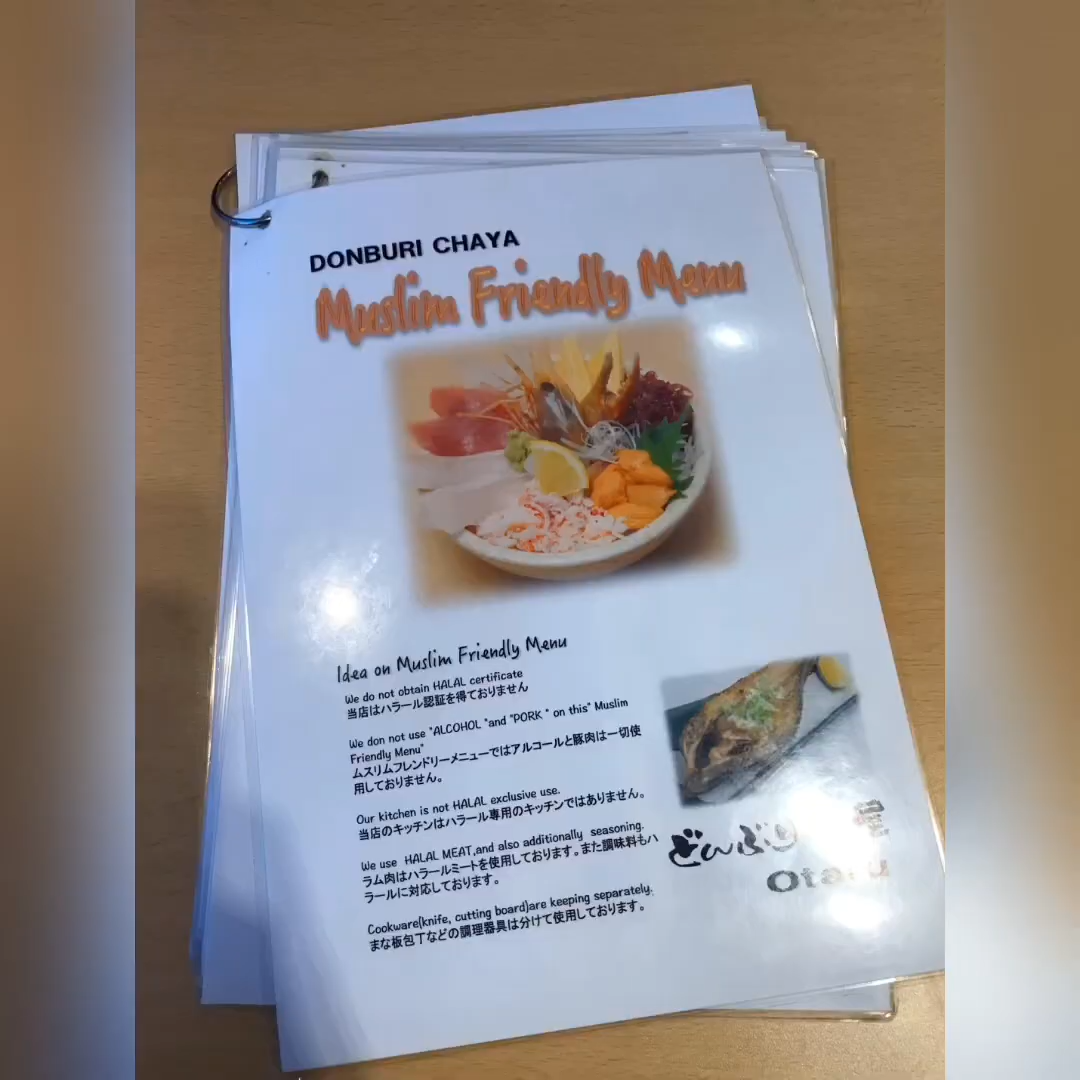 DONBURI CHAYA
Muslim Friendly Menu
Idea on Muslim Friendly Menu
We do not obtain HALAL certificate
当店はハラール認証を得ておりません
We don not use "ALCOHOL "and "PORK " on this" Muslim
Friendly Menu"
ムスリムフレンドリーメニューではアルコールと豚肉は一切使
用しておりません。
Our kitchen is not HALAL exclusive use.
当店のキッチンはハラール専用のキッチンではありません。
We use HALAL MEAT,and also additionally seasoning.
ラム肉はハラールミートを使用しております。また調味料もハ
ラールに対応しております。
Cookware(knife, cutting board)are keeping separately.
まな板包丁などの調理器具は分けて使用しております。
どんぶり
Otaru